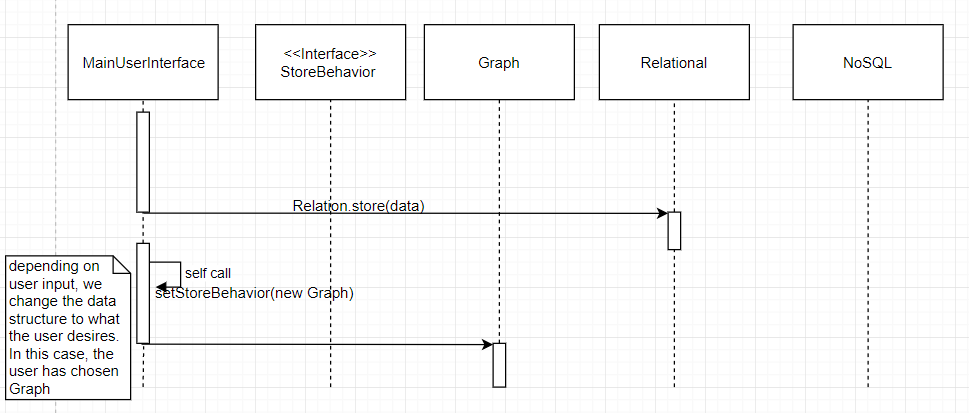 MainUserInterface
<<Interface>>
StoreBehavior
Graph
Relational
NoSQL
Relation.store(data)
self call
setStoreBehavior(new Graph)
depending on
user input, we
change the data
structure to what
the user desires.
In this case, the
user has chosen
Graph